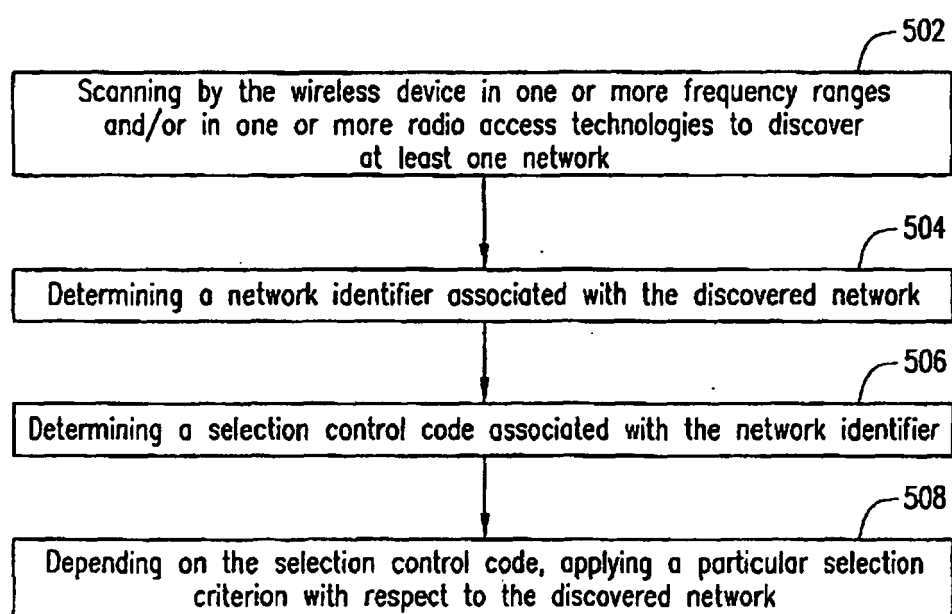 502
Scanning by the wireless device in one or more frequency ranges
and/or in one or more radio access technologies to discover
at least one network
504
Determining a network identifier associated with the discovered network
506
Determining a selection control code associated with the network identifier
508
Depending on the selection control code, applying a particular selection
criterion with respect to the discovered network